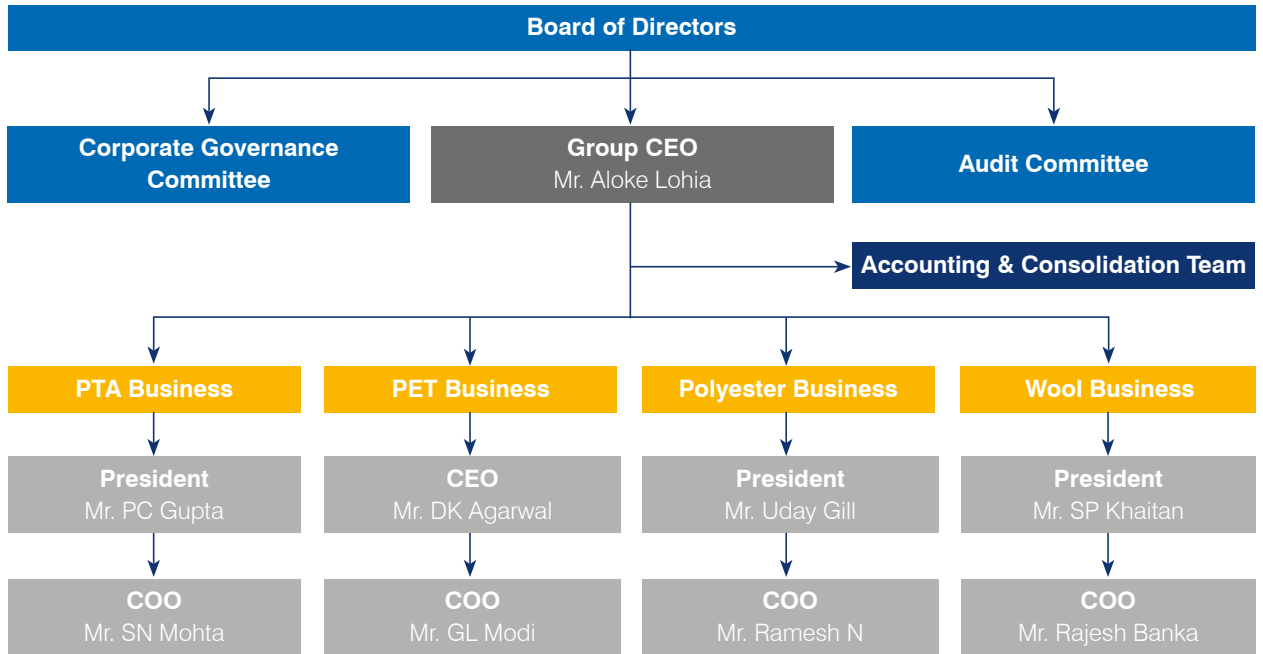 Board of Directors
Corporate Governance
Committee
Group CEO
Mr. Aloke Lohia
Audit Committee
Accounting & Consolidation Team
PTA Business
PET Business
Polyester Business
Wool Business
President
Mr. PC Gupta
CEO
Mr. DK Agarwal
President
Mr. Uday Gill
President
Mr. SP Khaitan
COO
Mr. SN Mohta
COO
Mr. GL Modi
COO
Mr. Ramesh N
COO
Mr. Rajesh Banka